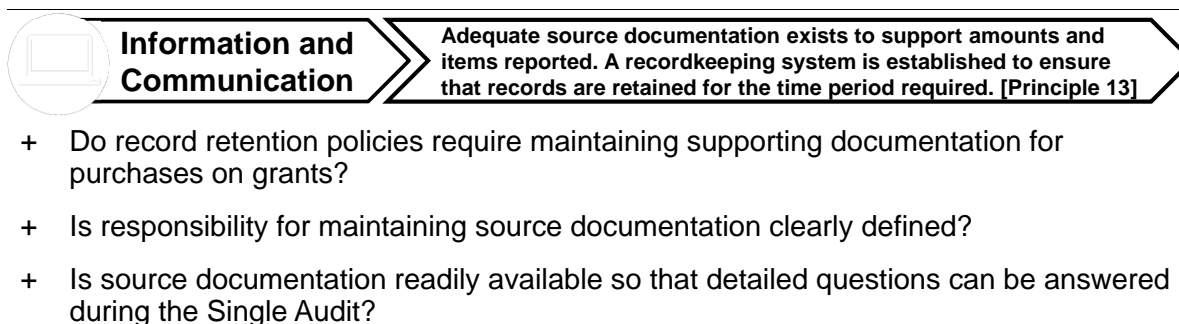 Information and
Communication
Adequate source documentation exists to support amounts and
items reported. A recordkeeping system is established to ensure
that records are retained for the time period required. [Principle 13]
+ Do record retention policies require maintaining supporting documentation for
purchases on grants?
+ Is responsibility for maintaining source documentation clearly defined?
+ Is source documentation readily available so that detailed questions can be answered
during the Single Audit?